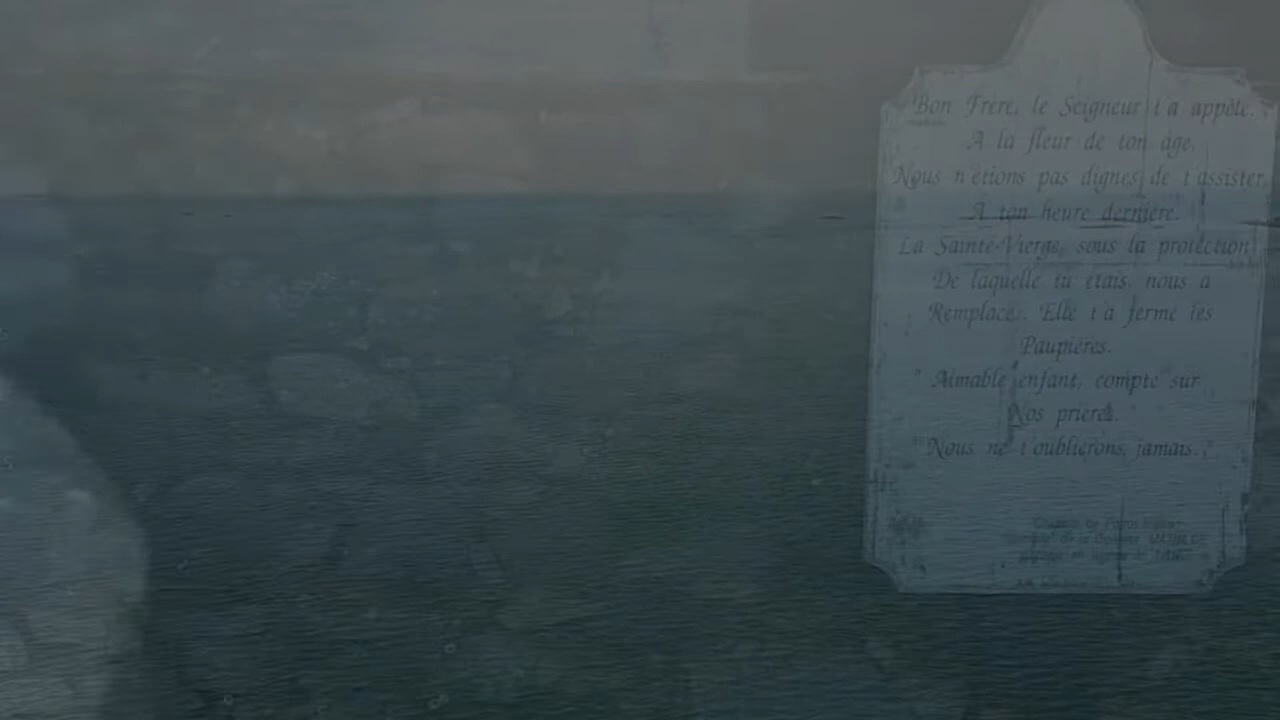 Bon Frère, le Seigneur t'a appelé.
A la fleur de ton âge,
Nous n'étions pas dignes de t'assister,
A ton heure dernière.
La Sainte-Vierge, sous la protection
De laquelle tu étais, nous a
Remplacé. Elle t'a fermé les
Paupières.
" Aimable enfant, compte sur
Nos prières.
"Nous ne t'oublierons jamais."